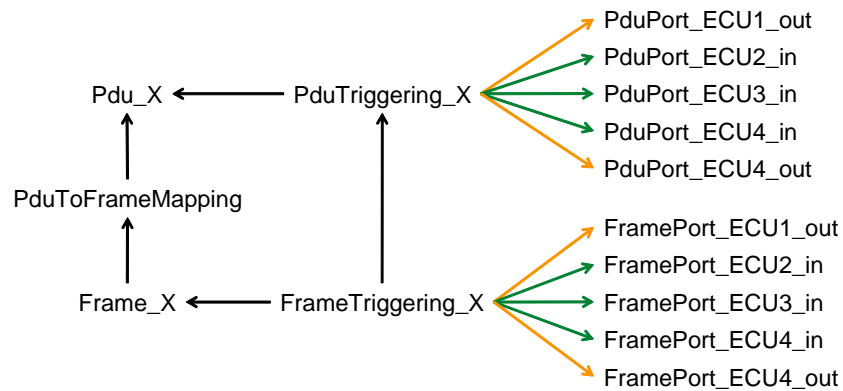 PduPort_ECU1_out
PduPort_ECU2_in
Pdu_X
PduTriggering_X
PduPort_ECU3_in
PduPort_ECU4_in
PduPort_ECU4_out
PduToFrameMapping
FramePort_ECU1_out
FramePort_ECU2_in
Frame_X
FrameTriggering_X
FramePort_ECU3_in
FramePort_ECU4_in
FramePort_ECU4_out